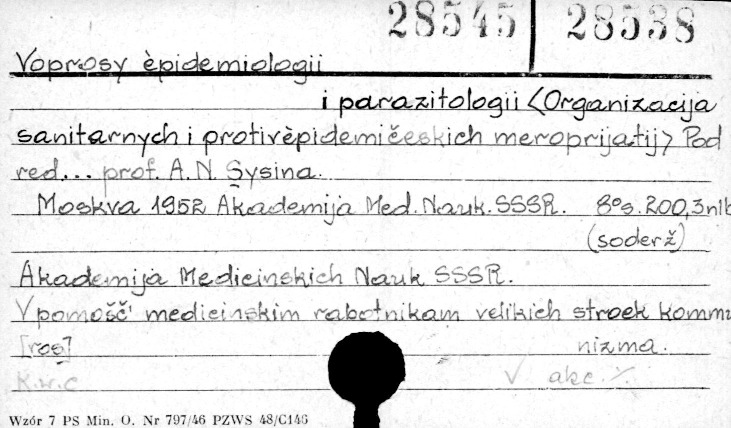 28545 28538
Voprosy èpidemiologii
i parazitologii <Organizacija
sanitarnych i protivèpidemičeskich meroprijatij> Pod
red... prof. A. N. Sysina.
Moskva 1952 Akademija Med. Nauk. SSSR. 8° s. 200, 3 nlb
(soderž)
Akademija Medicinskich Nauk SSSR.
V pomošč' medicinskim rabotnikam velikich stroek kommu
[ros] nizma.
K.w.c V akc. /.
Wzór 7 PS Min. O. Nr 797/46 PZWS 48/C146